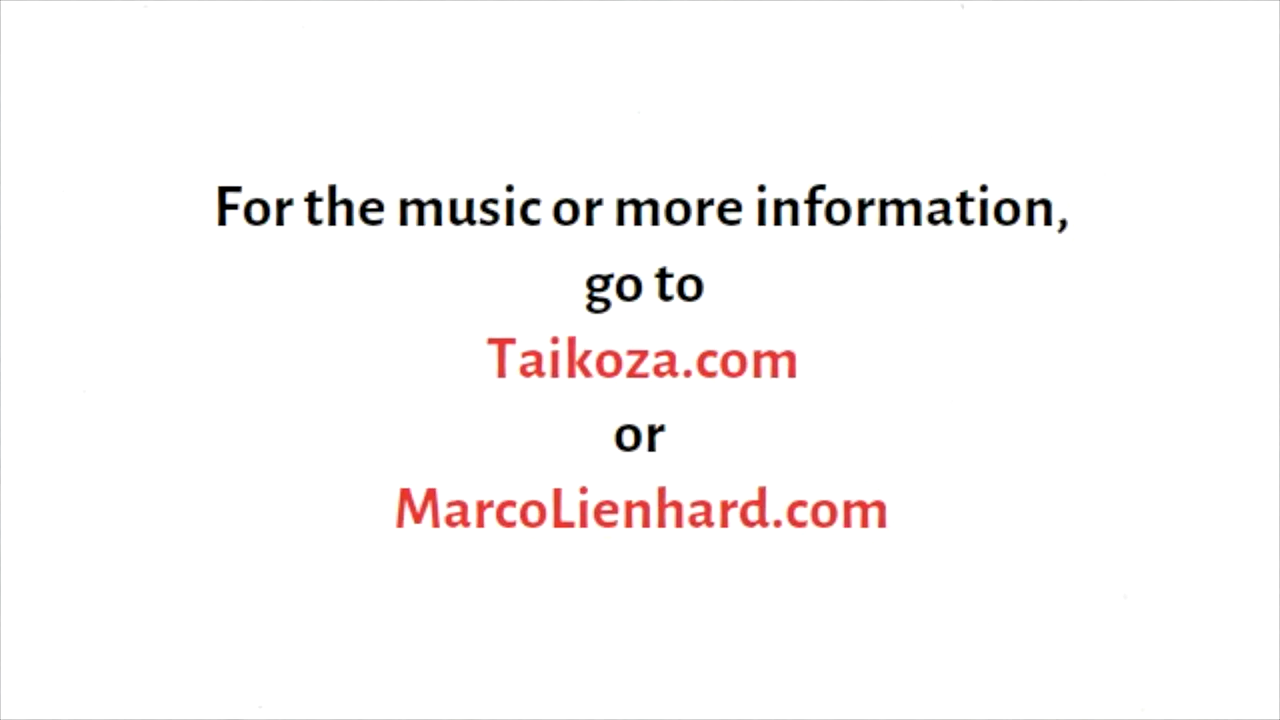 For the music or more information,
go to
Taikoza.com
or
MarcoLienhard.com